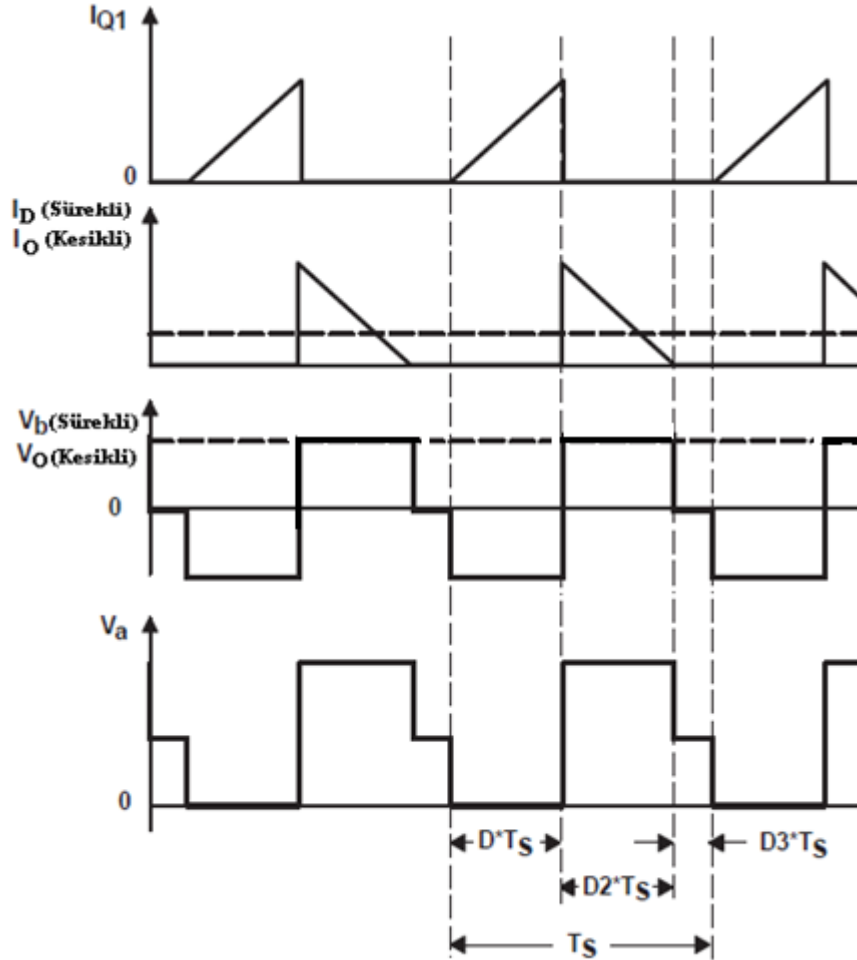 IQ1
0
ID (Sürekli)
IO (Kesikli)
Vb(Sürekli)
VO(Kesikli)
0
Va
0
D*TS
D3*TS
D2*TS
TS